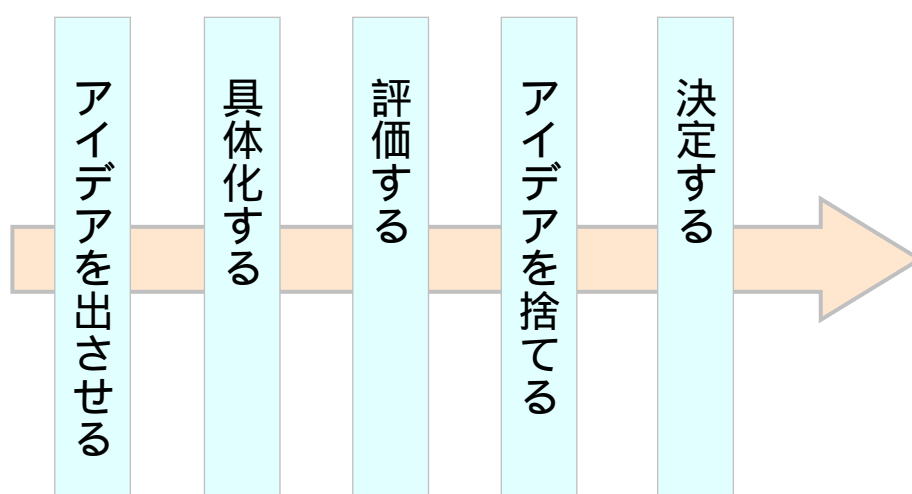 アイデアを出させる
具体化する
評価する
アイデアを捨てる
決定する